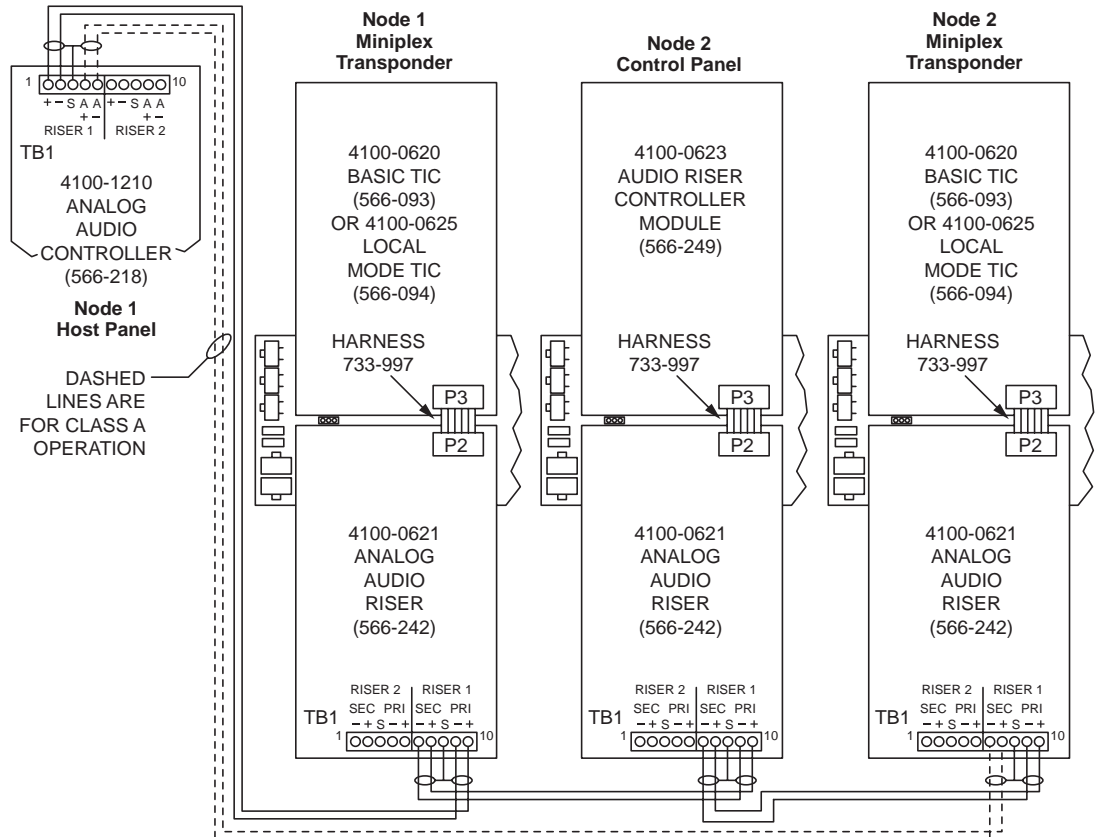 Node 1
Miniplex
Transponder
Node 2
Control Panel
Node 2
Miniplex
Transponder
1
10
+ − S A A + − S A A
+ − + −
RISER 1 RISER 2
TB1
4100-1210
ANALOG
AUDIO
CONTROLLER
(566-218)
Node 1
Host Panel
DASHED
LINES ARE
FOR CLASS A
OPERATION
4100-0620
BASIC TIC
(566-093)
OR 4100-0625
LOCAL
MODE TIC
(566-094)
HARNESS
733-997
P3
P2
4100-0621
ANALOG
AUDIO
RISER
(566-242)
RISER 2 RISER 1
SEC PRI SEC PRI
− + S − + − + S − +
TB1
1
10
4100-0623
AUDIO RISER
CONTROLLER
MODULE
(566-249)
HARNESS
733-997
P3
P2
4100-0621
ANALOG
AUDIO
RISER
(566-242)
RISER 2 RISER 1
SEC PRI SEC PRI
− + S − + − + S − +
TB1
1
10
4100-0620
BASIC TIC
(566-093)
OR 4100-0625
LOCAL
MODE TIC
(566-094)
HARNESS
733-997
P3
P2
4100-0621
ANALOG
AUDIO
RISER
(566-242)
RISER 2 RISER 1
SEC PRI SEC PRI
− + S − + − + S − +
TB1
1
10